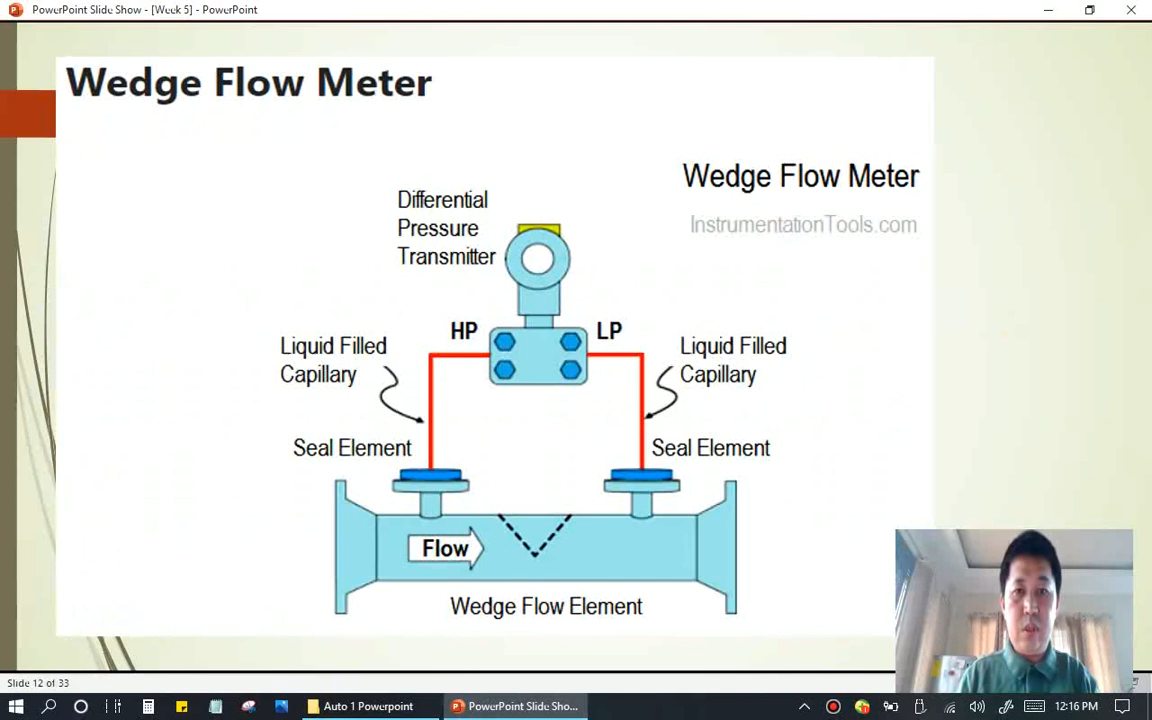 PowerPoint Slide Show - [Week 5] - PowerPoint
Wedge Flow Meter
Wedge Flow Meter
InstrumentationTools.com
Differential
Pressure
Transmitter
HP
LP
Liquid Filled
Capillary
Liquid Filled
Capillary
Seal Element
Seal Element
Flow
Wedge Flow Element
Slide 12 of 33
Auto 1 Powerpoint
PowerPoint Slide Sho...
12:16 PM